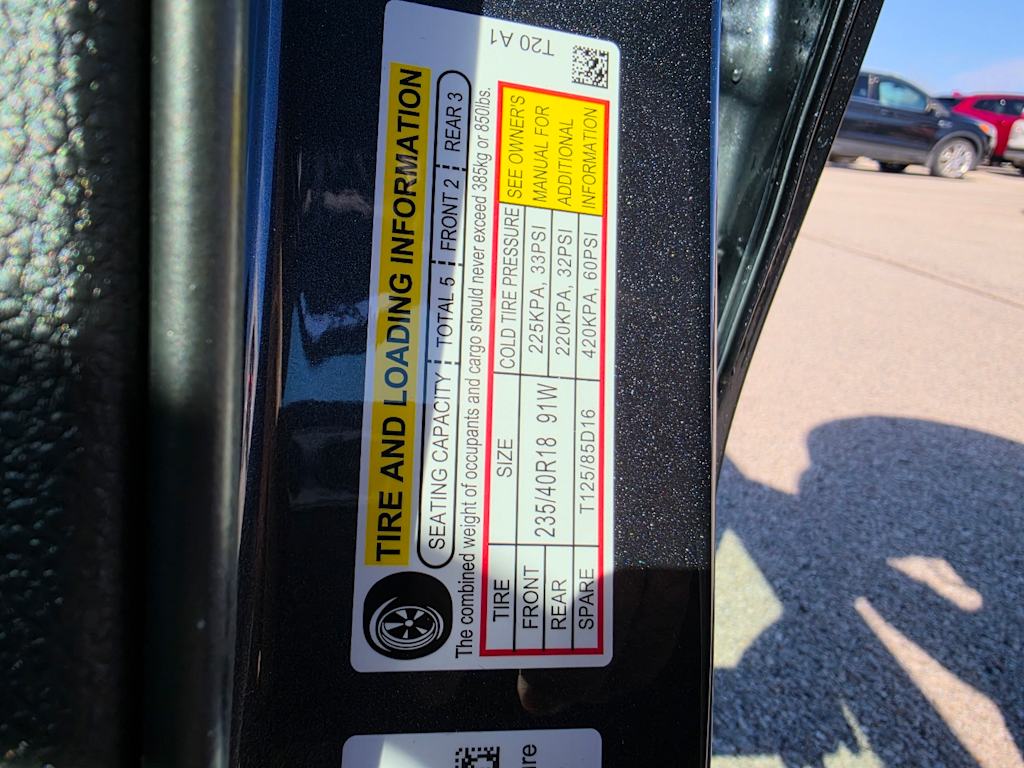 T20 A1
TIRE AND LOADING INFORMATION
SEATING CAPACITY TOTAL 5 FRONT 2 REAR 3
The combined weight of occupants and cargo should never exceed 385kg or 850lbs.
TIRE SIZE COLD TIRE PRESSURE SEE OWNER'S
FRONT 235/40R18 91W 225KPA, 33PSI MANUAL FOR
REAR 220KPA, 32PSI ADDITIONAL
SPARE T125/85D16 420KPA, 60PSI INFORMATION